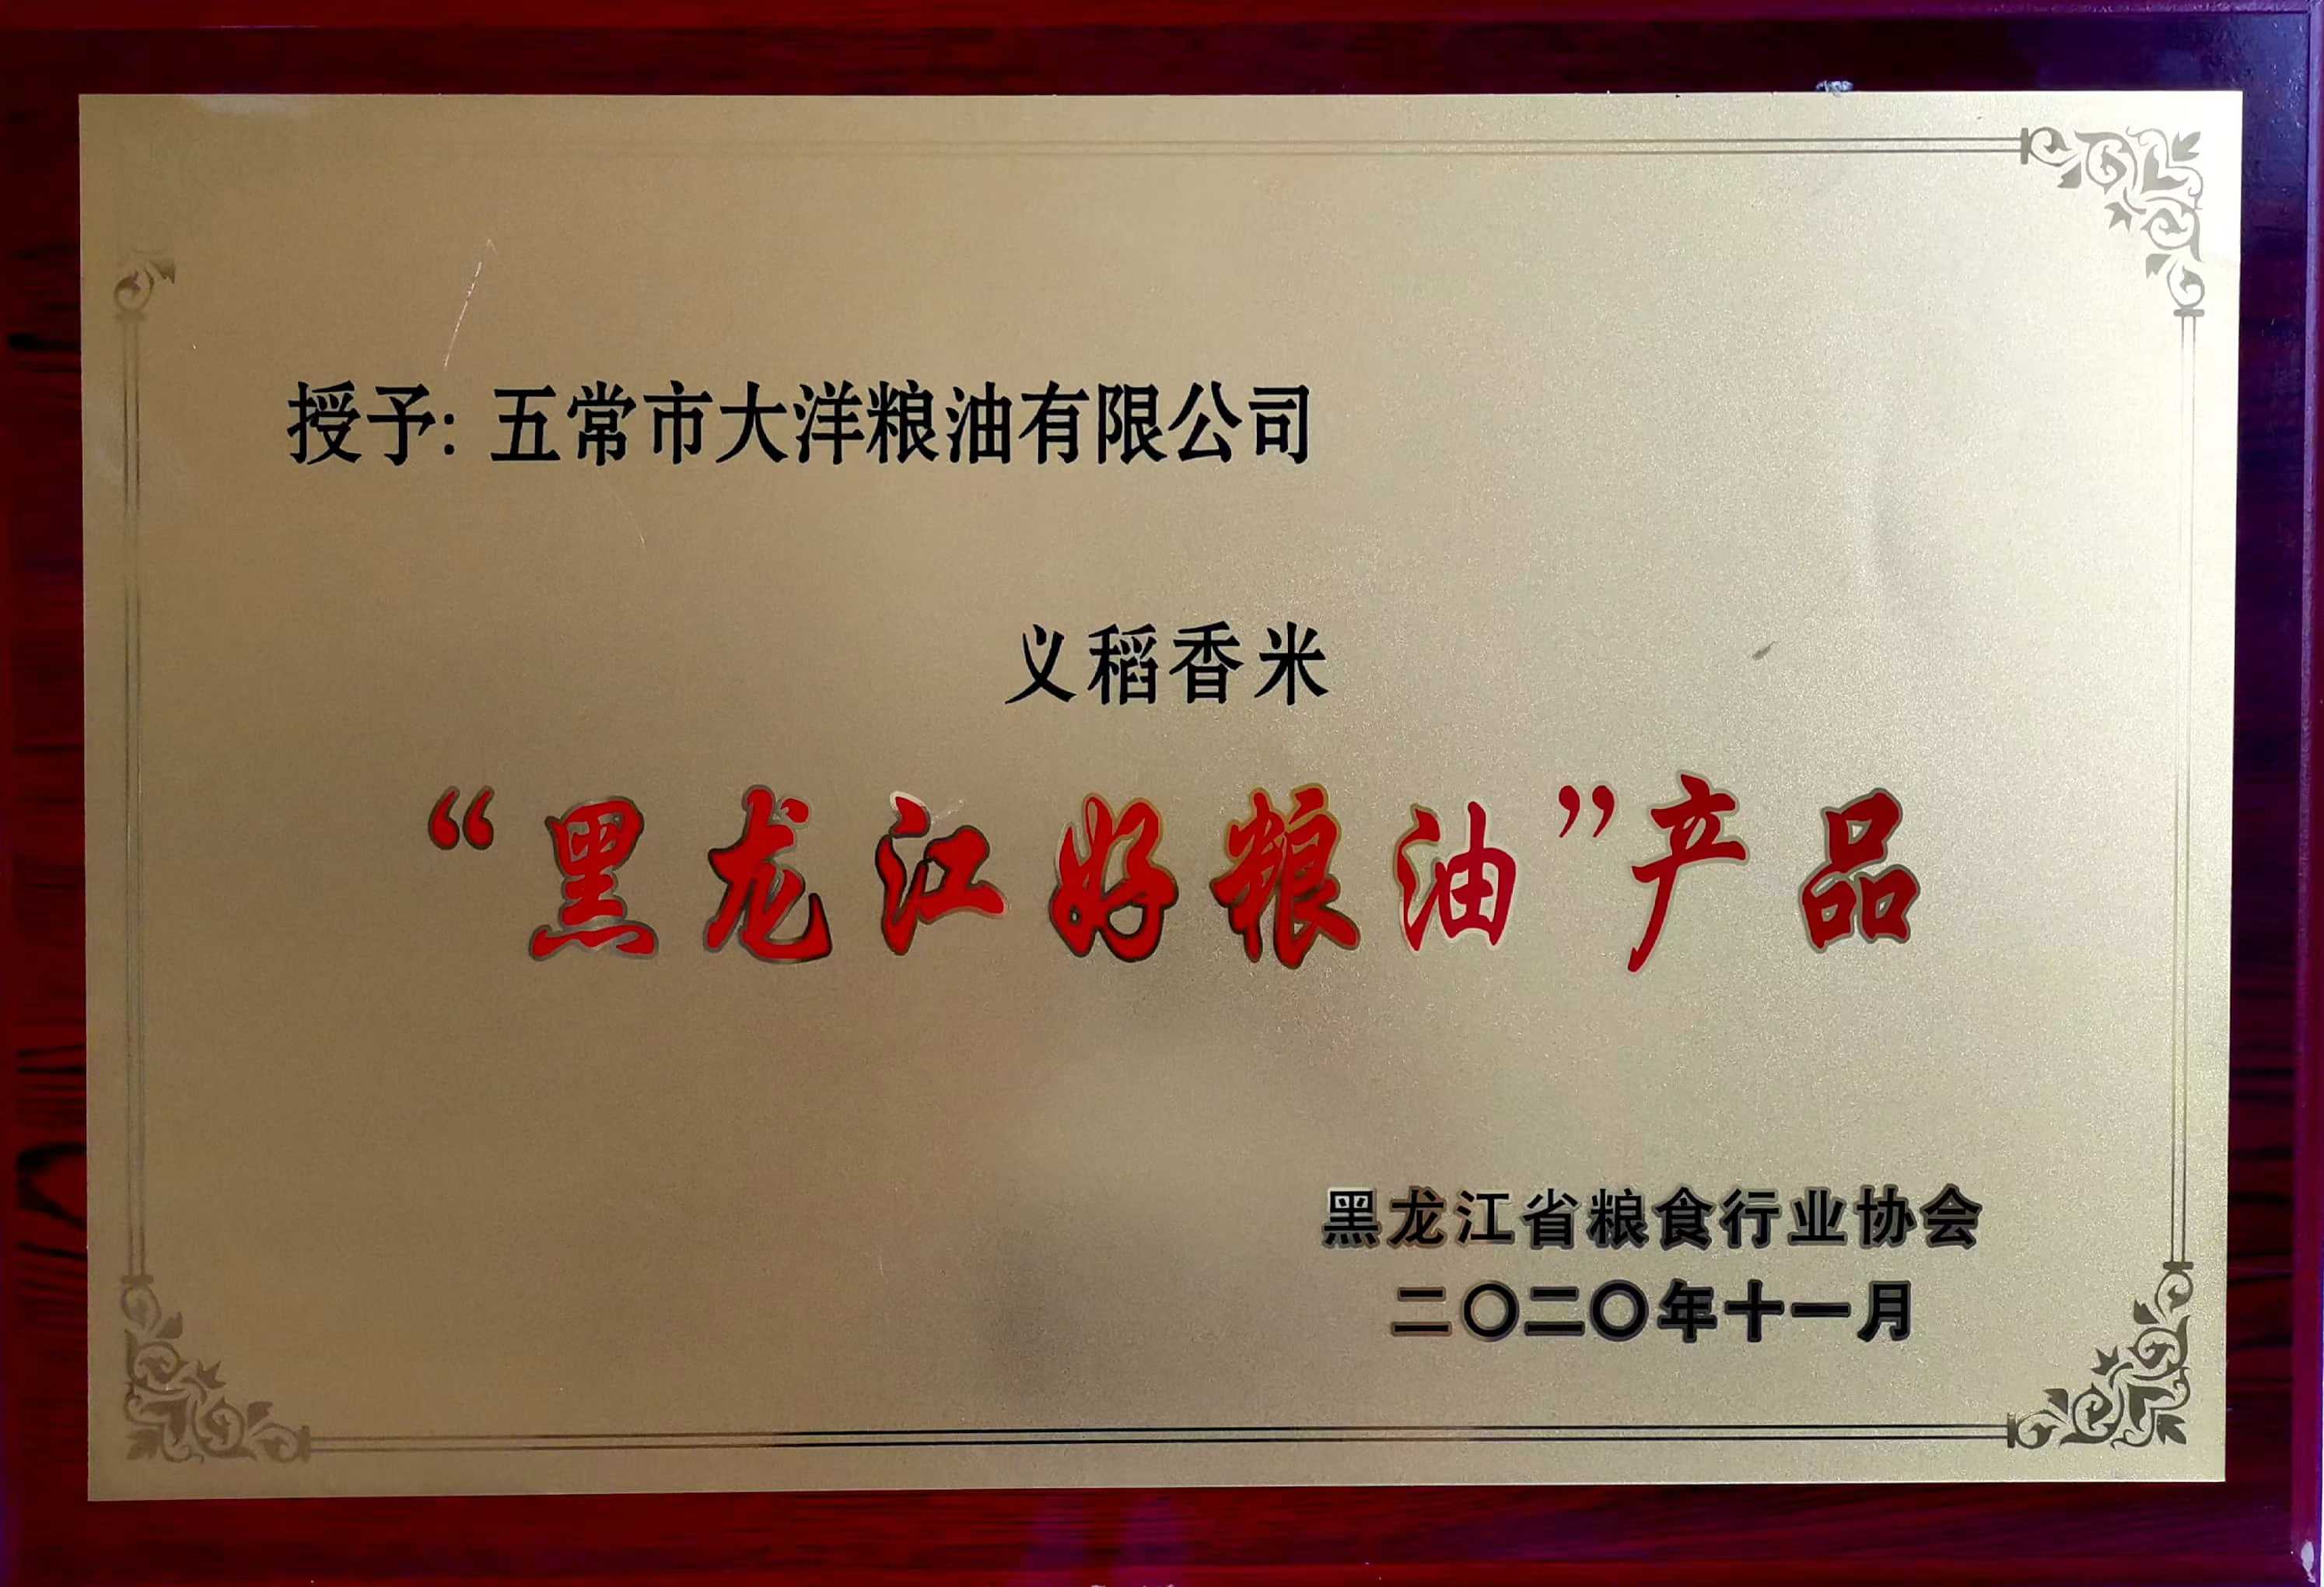 授予: 五常市大洋粮油有限公司
义稻香米
“黑龙江好粮油”产品
黑龙江省粮食行业协会
二〇二〇年十一月